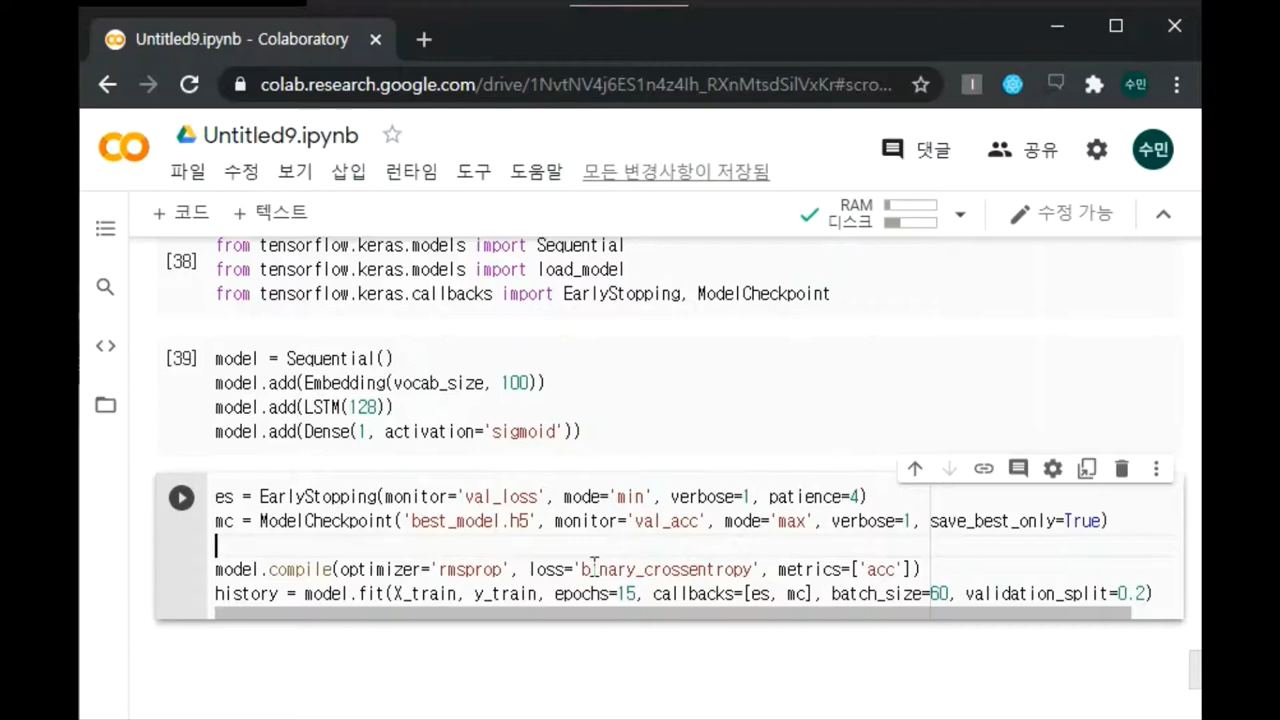 Untitled9.ipynb - Colaboratory
colab.research.google.com/drive/1NvtNV4j6ES1n4z4Ih_RXnMtsdSilVxKr#scro...
수민
Untitled9.ipynb
댓글
공유
수민
파일 수정 보기 삽입 런타임 도구 도움말 모든 변경사항이 저장됨
+ 코드 + 텍스트
RAM
디스크
수정 가능
from tensorflow.keras.models import Sequential
[38]
from tensorflow.keras.models import load_model
from tensorflow.keras.callbacks import EarlyStopping, ModelCheckpoint
[39] model = Sequential()
model.add(Embedding(vocab_size, 100))
model.add(LSTM(128))
model.add(Dense(1, activation='sigmoid'))
es = EarlyStopping(monitor='val_loss', mode='min', verbose=1, patience=4)
mc = ModelCheckpoint('best_model.h5', monitor='val_acc', mode='max', verbose=1, save_best_only=True)
model.compile(optimizer='rmsprop', loss='binary_crossentropy', metrics=['acc'])
history = model.fit(X_train, y_train, epochs=15, callbacks=[es, mc], batch_size=60, validation_split=0.2)